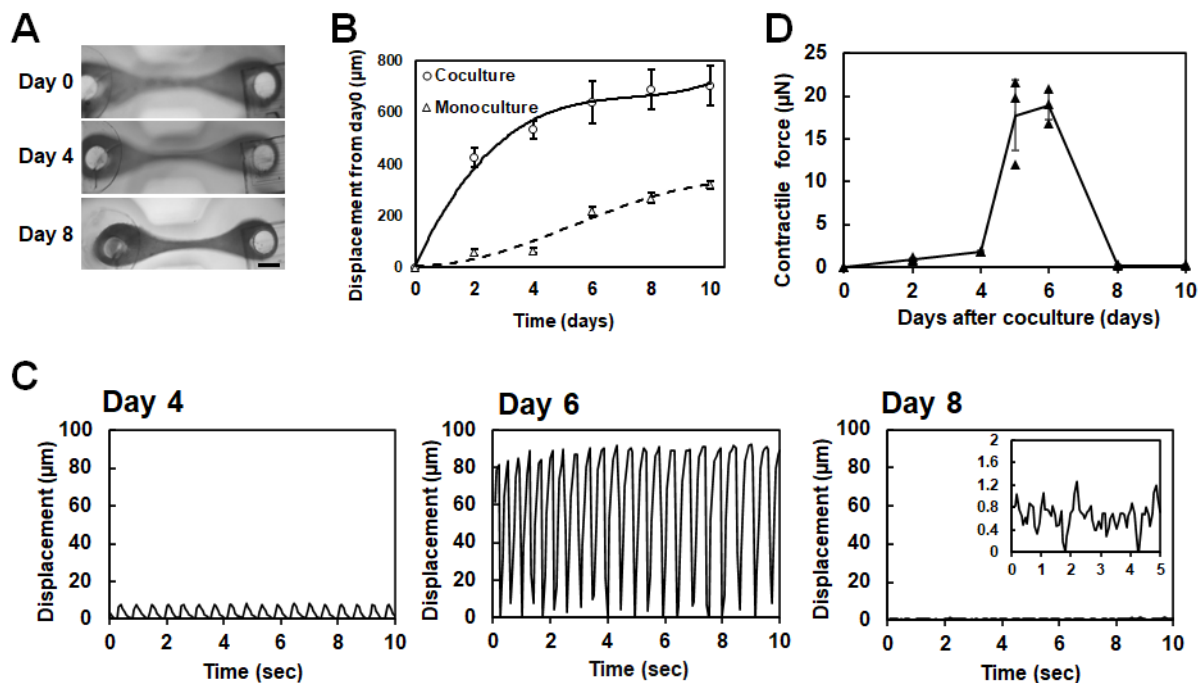 A
Day 0
Day 4
Day 8
B
Displacement from day0 (µm)
800
600
400
200
0
Coculture
Monoculture
0 2 4 6 8 10
Time (days)
D
Contractile force (µN)
25
20
15
10
5
0
0 2 4 6 8 10
Days after coculture (days)
C
Day 4
Displacement (µm)
100
80
60
40
20
0
0 2 4 6 8 10
Time (sec)
Day 6
Displacement (µm)
100
80
60
40
20
0
0 2 4 6 8 10
Time (sec)
Day 8
Displacement (µm)
100
80
60
40
20
0
2
1.6
1.2
0.8
0.4
0
0 1 2 3 4 5
0 2 4 6 8 10
Time (sec)